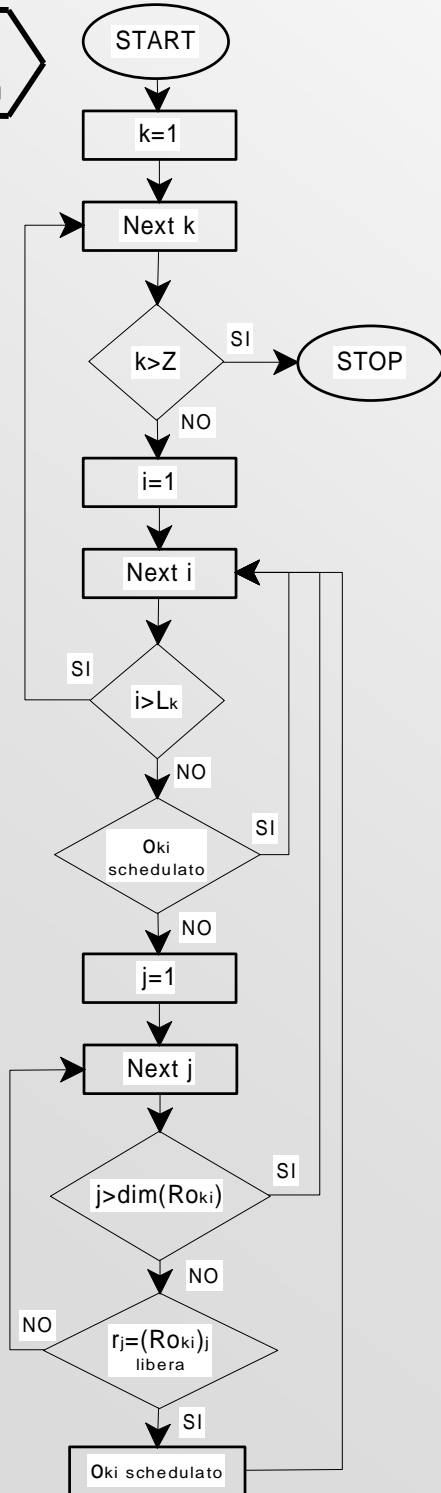 START
k=1
Next k
k>Z
SI
STOP
NO
i=1
Next i
SI
i>Lk
NO
Oki
schedulato
SI
NO
j=1
Next j
j>dim(Roki)
SI
NO
NO
rj=(Roki)j
libera
SI
Oki schedulato